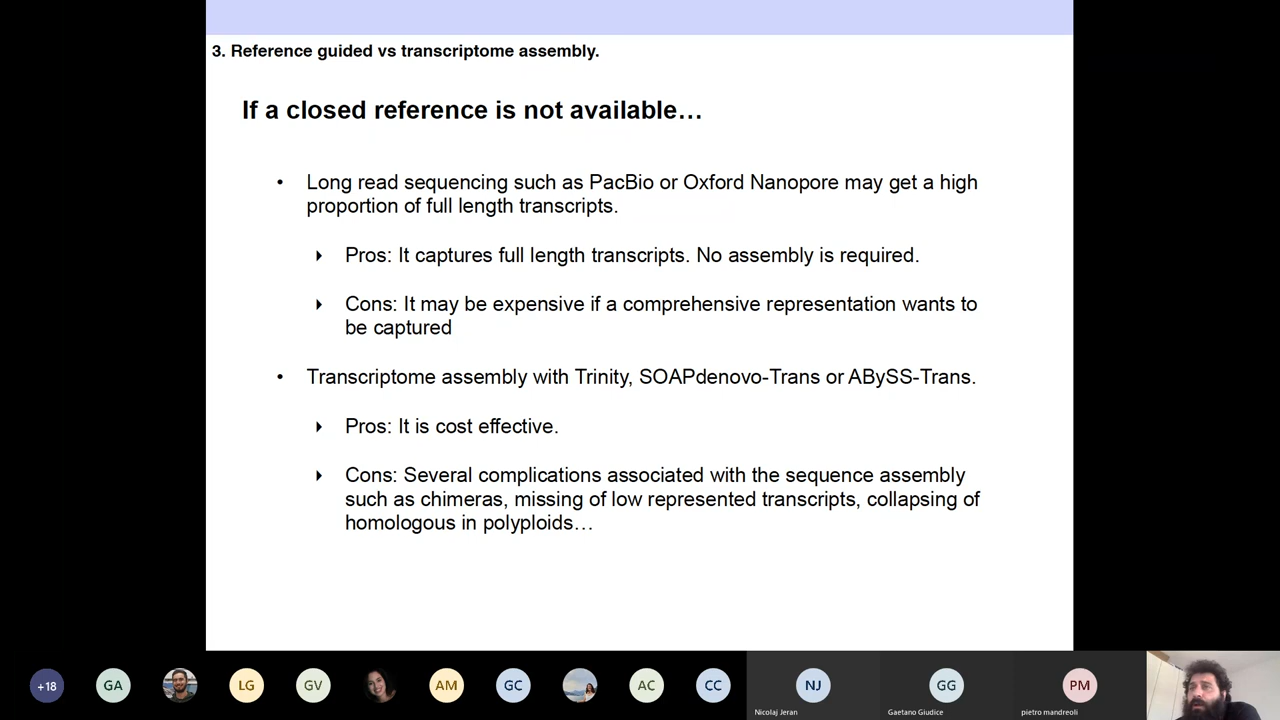 3. Reference guided vs transcriptome assembly.
If a closed reference is not available…
• Long read sequencing such as PacBio or Oxford Nanopore may get a high
proportion of full length transcripts.
Pros: It captures full length transcripts. No assembly is required.
Cons: It may be expensive if a comprehensive representation wants to
be captured
• Transcriptome assembly with Trinity, SOAPdenovo-Trans or ABySS-Trans.
Pros: It is cost effective.
Cons: Several complications associated with the sequence assembly
such as chimeras, missing of low represented transcripts, collapsing of
homologous in polyploids…
+18 GA LG GV AM GC AC CC NJ GG PM
Nicolaj Jeran Gaetano Giudice pietro mandreoli